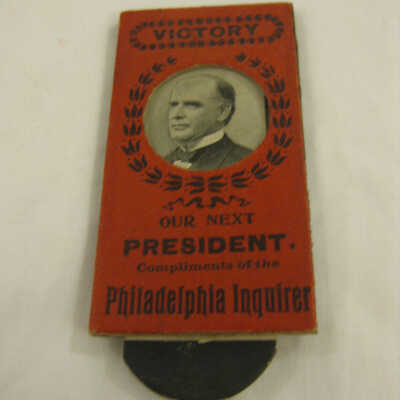 VICTORY
OUR NEXT
PRESIDENT.
Compliments of the
Philadelphia Inquirer